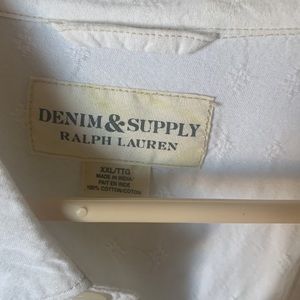 DENIM & SUPPLY
RALPH LAUREN
XXL/TTG
MADE IN INDIA
FAIT EN INDE
100% COTTON/COTON